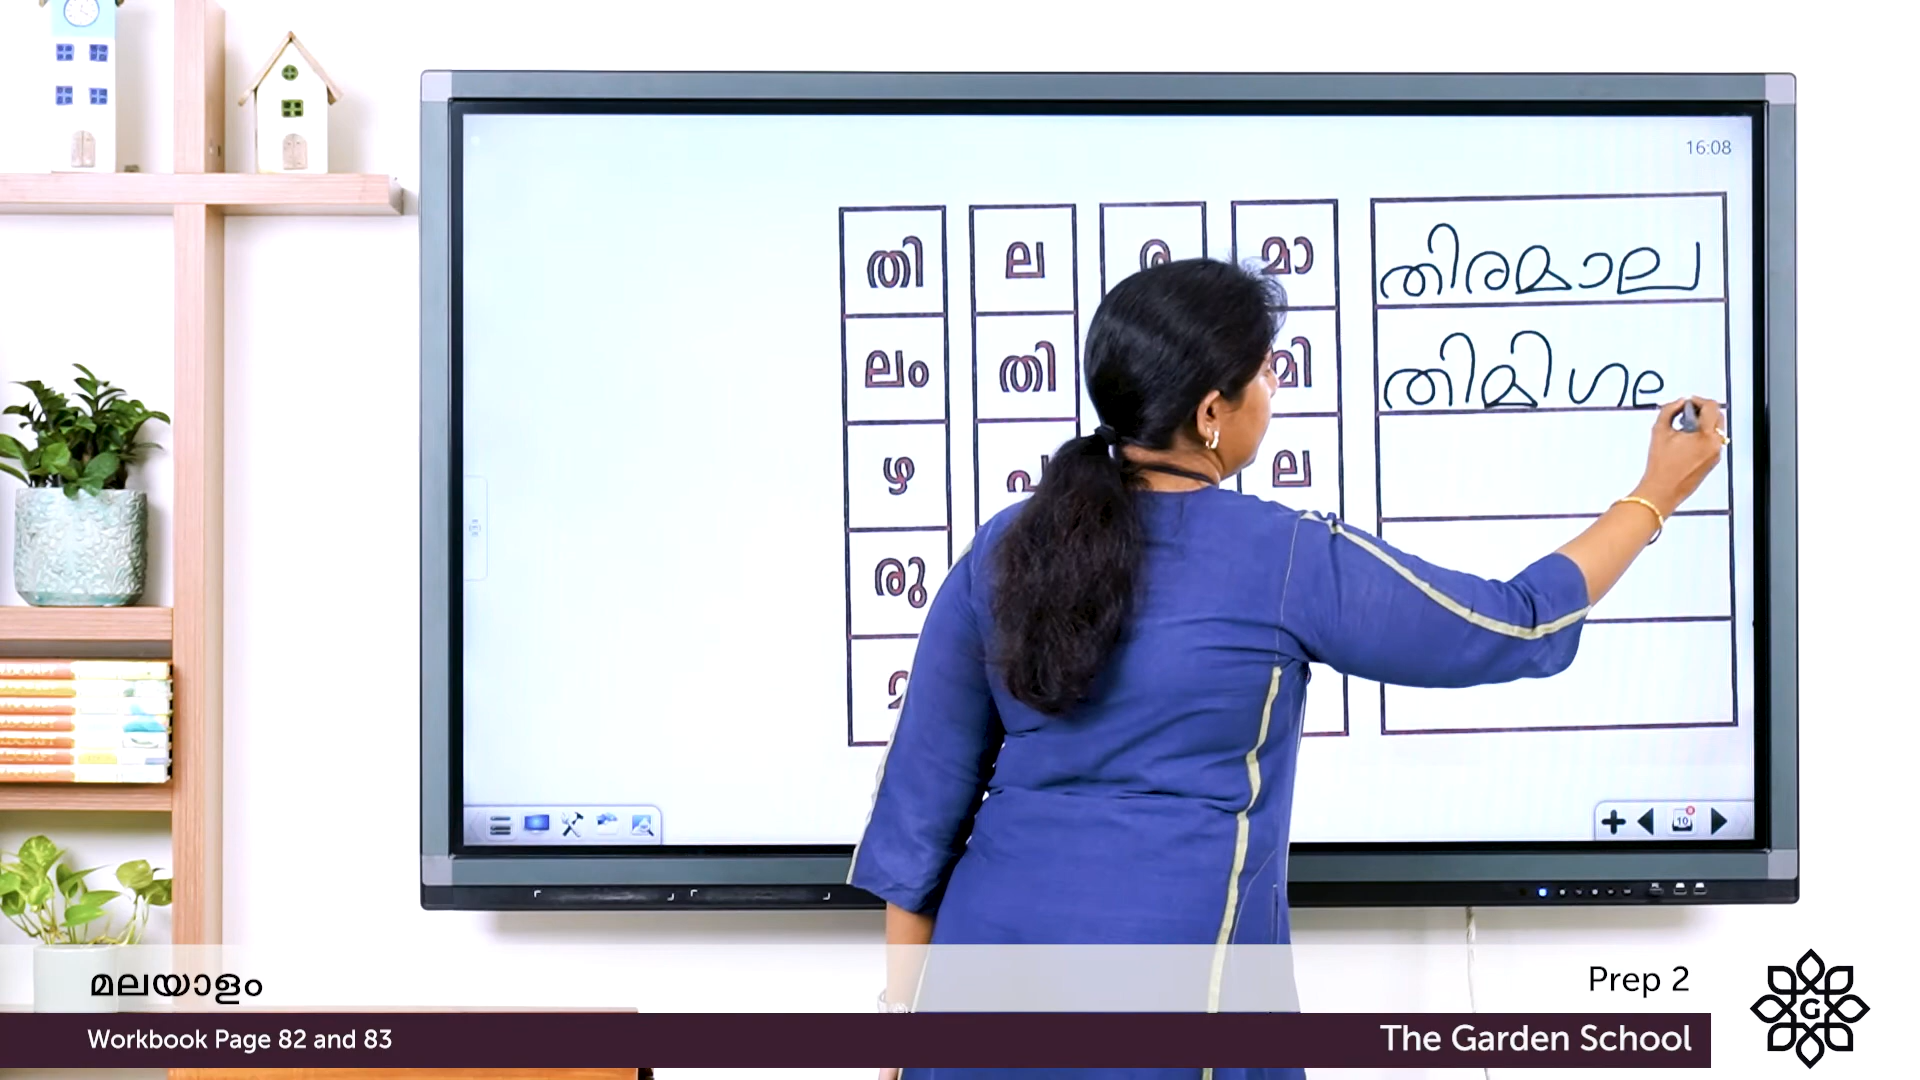 16:08
തി ല ര മാ തിരമാല
ലം തി മി തിമിഗല
ഴ പ ല
രു
മലയാളം
Prep 2
Workbook Page 82 and 83
The Garden School